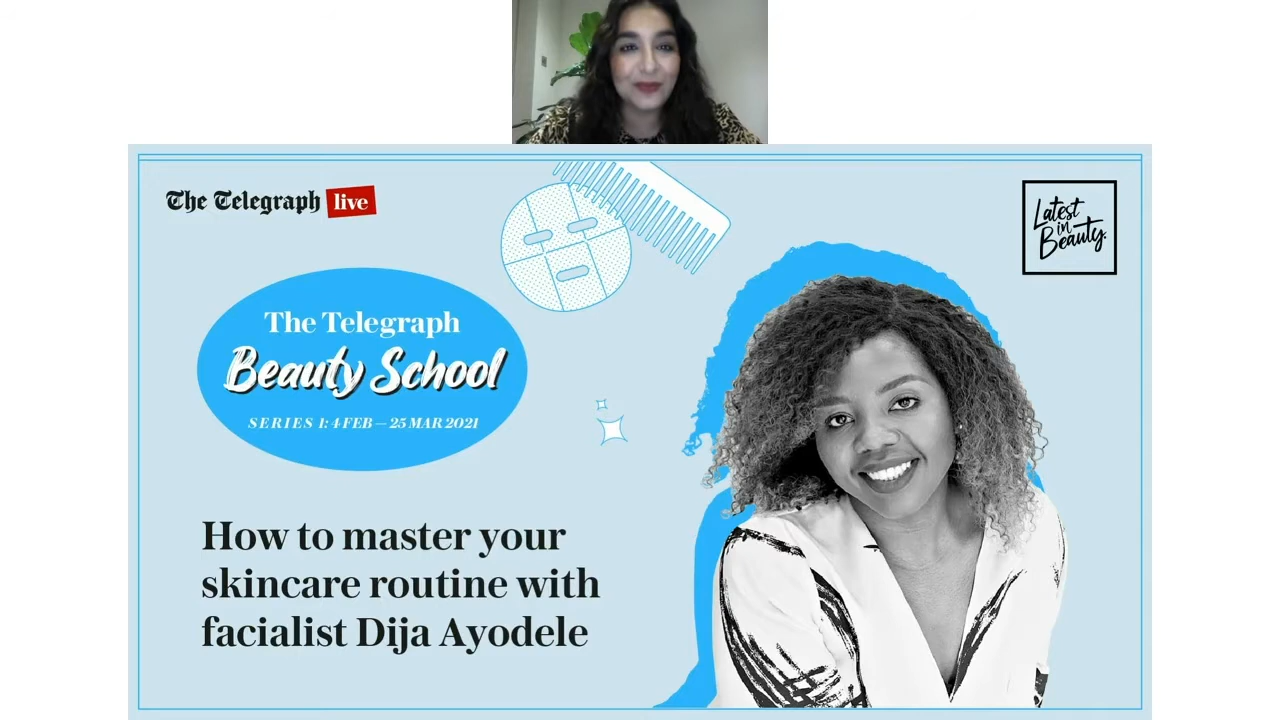 The Telegraph live
Latest
in
Beauty.
The Telegraph
Beauty School
SERIES 1: 4 FEB — 25 MAR 2021
How to master your
skincare routine with
facialist Dija Ayodele